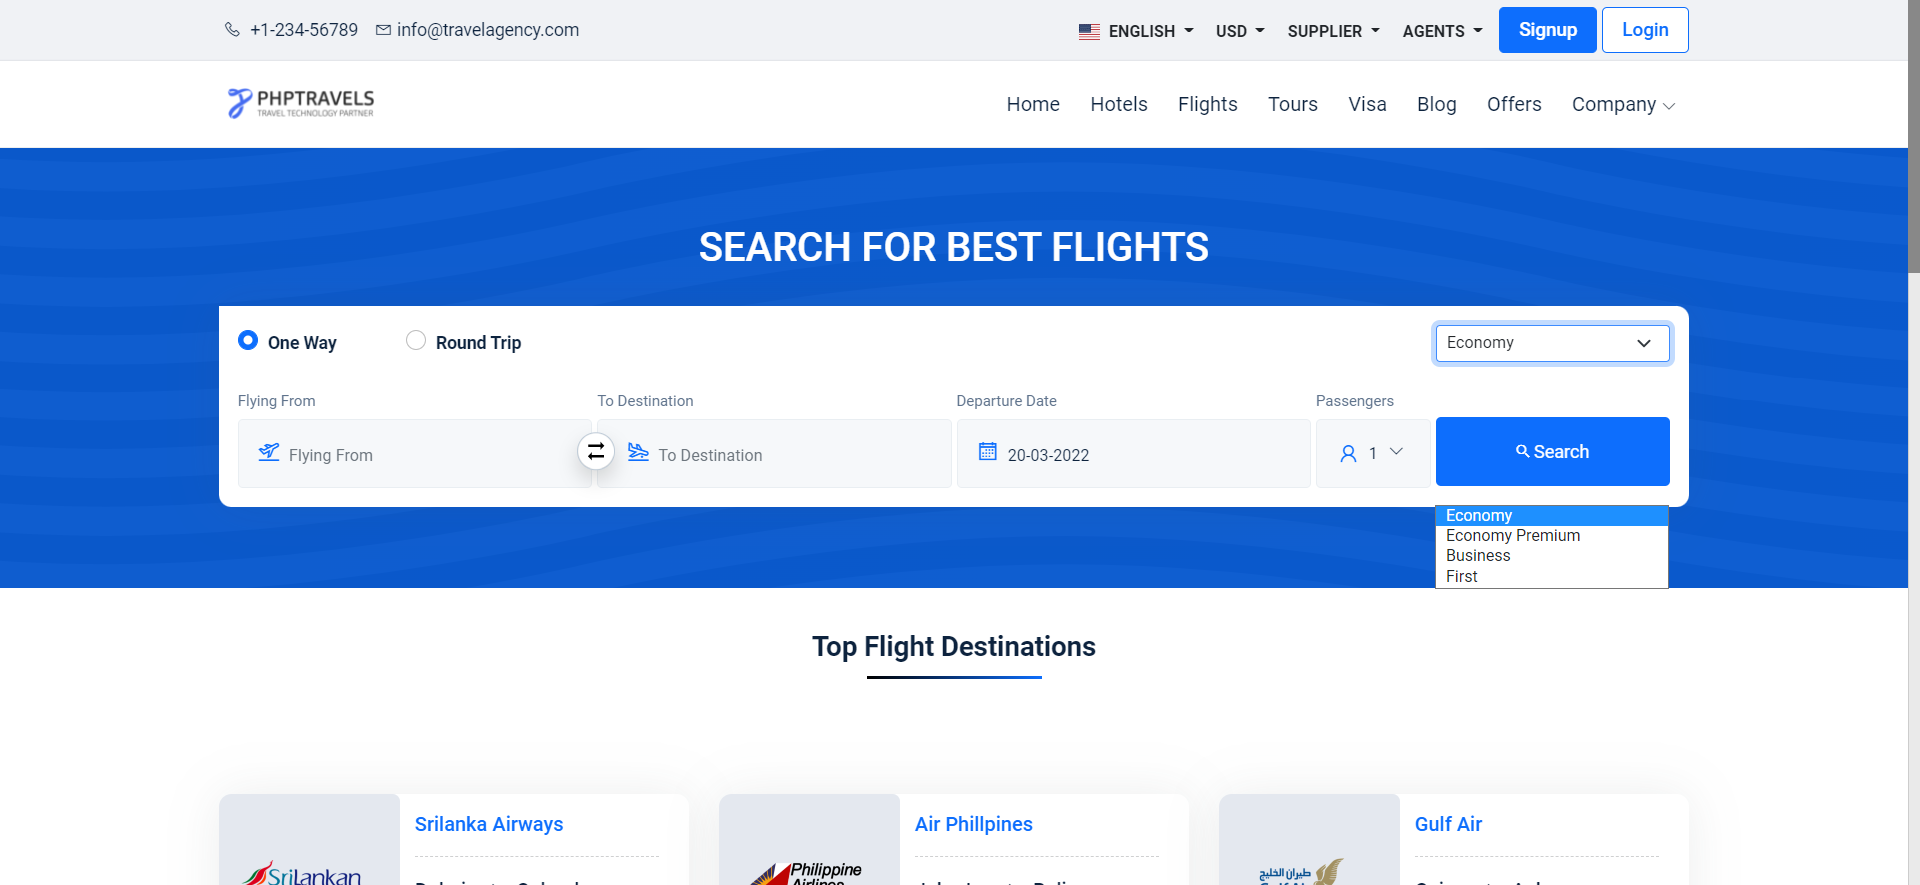 +1-234-56789 info@travelagency.com ENGLISH USD SUPPLIER AGENTS Signup Login
PHPTRAVELS
TRAVEL TECHNOLOGY PARTNER
Home Hotels Flights Tours Visa Blog Offers Company
SEARCH FOR BEST FLIGHTS
One Way Round Trip Economy
Flying From To Destination Departure Date Passengers
Flying From To Destination 20-03-2022 1 Search
Economy
Economy Premium
Business
First
Top Flight Destinations
Srilanka Airways Air Phillpines Gulf Air
SriLankan Philippine طيران الخليج
Airlines